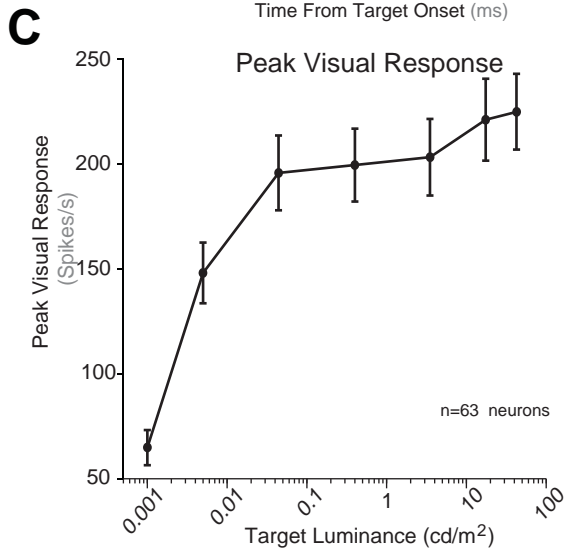 C
Time From Target Onset (ms)
Peak Visual Response
250
200
150
100
50
Peak Visual Response
(Spikes/s)
n=63 neurons
0.001
0.01
0.1
1
10
100
Target Luminance (cd/m²)